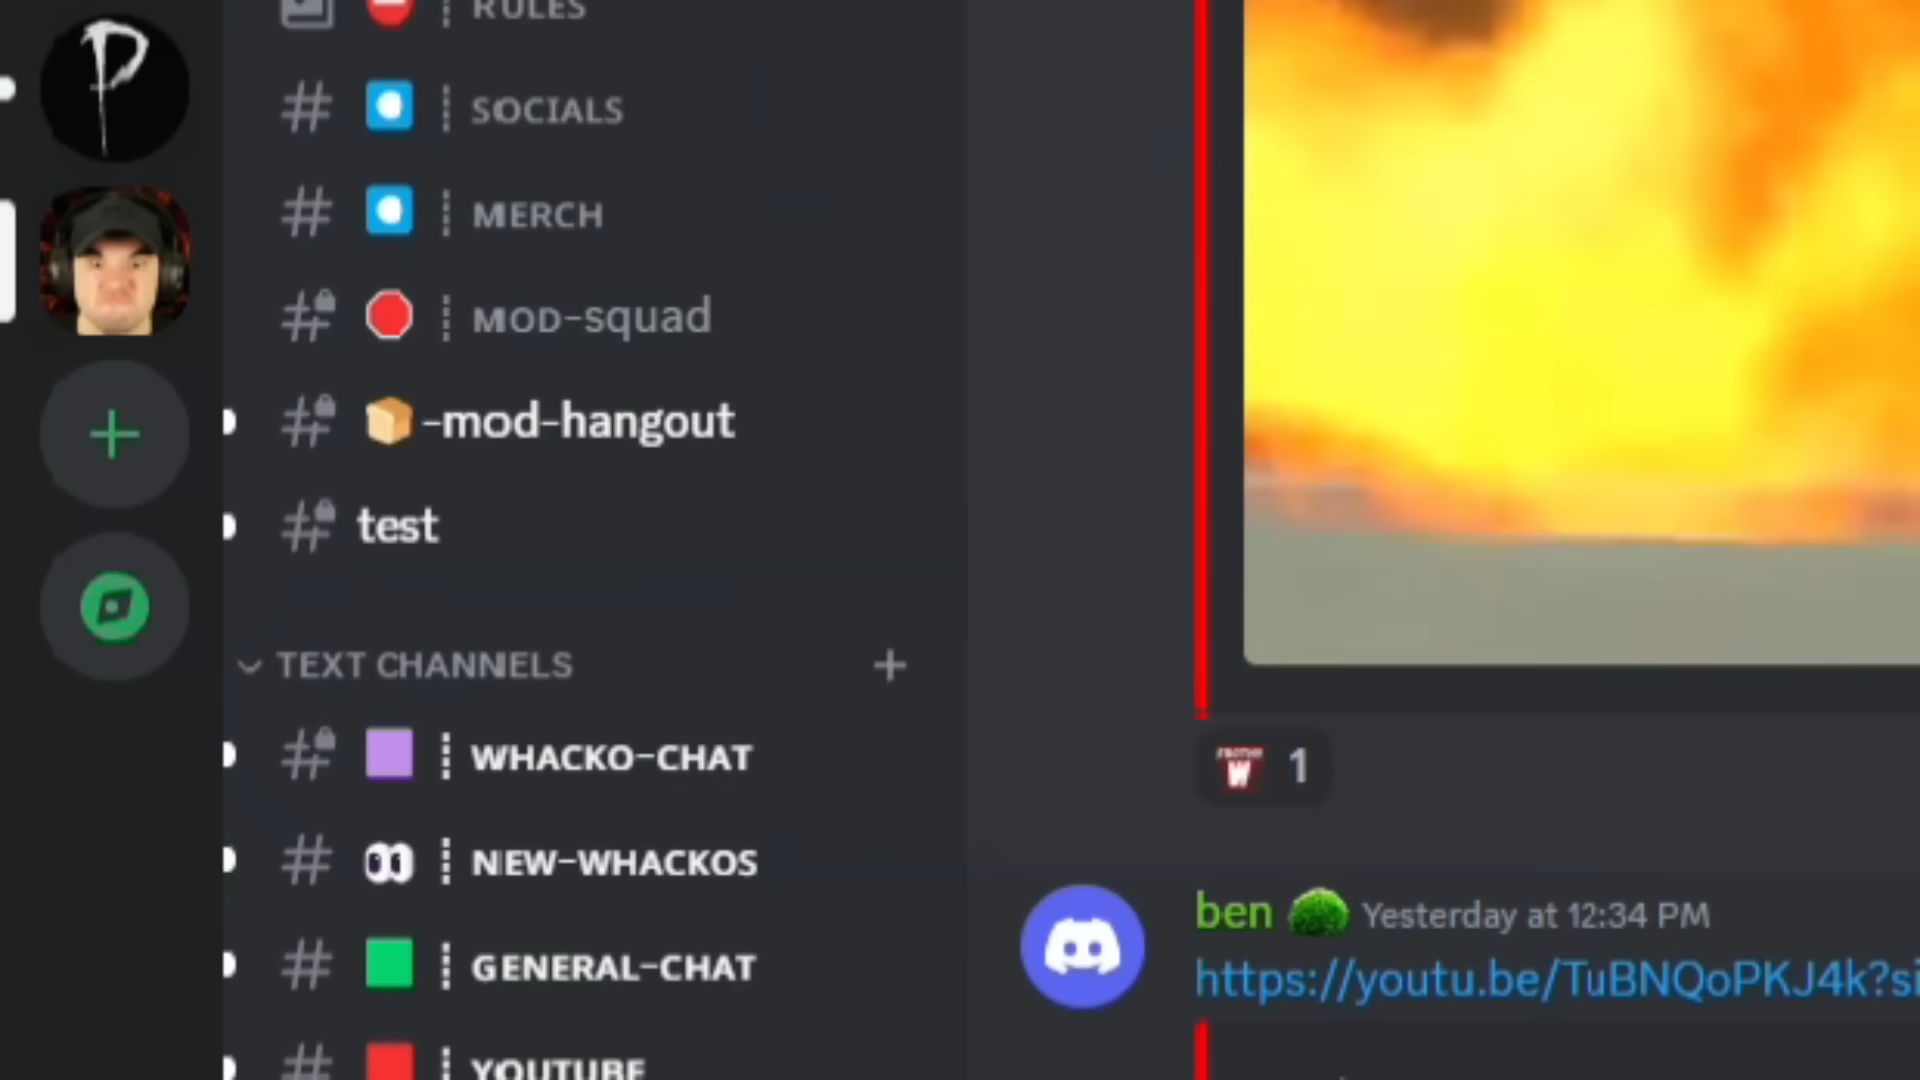 RULES
SOCIALS
MERCH
MOD-squad
-mod-hangout
test
TEXT CHANNELS
WHACKO-CHAT
NEW-WHACKOS
GENERAL-CHAT
YOUTUBE
W 1
ben Yesterday at 12:34 PM
https://youtu.be/TuBNQoPKJ4k?si